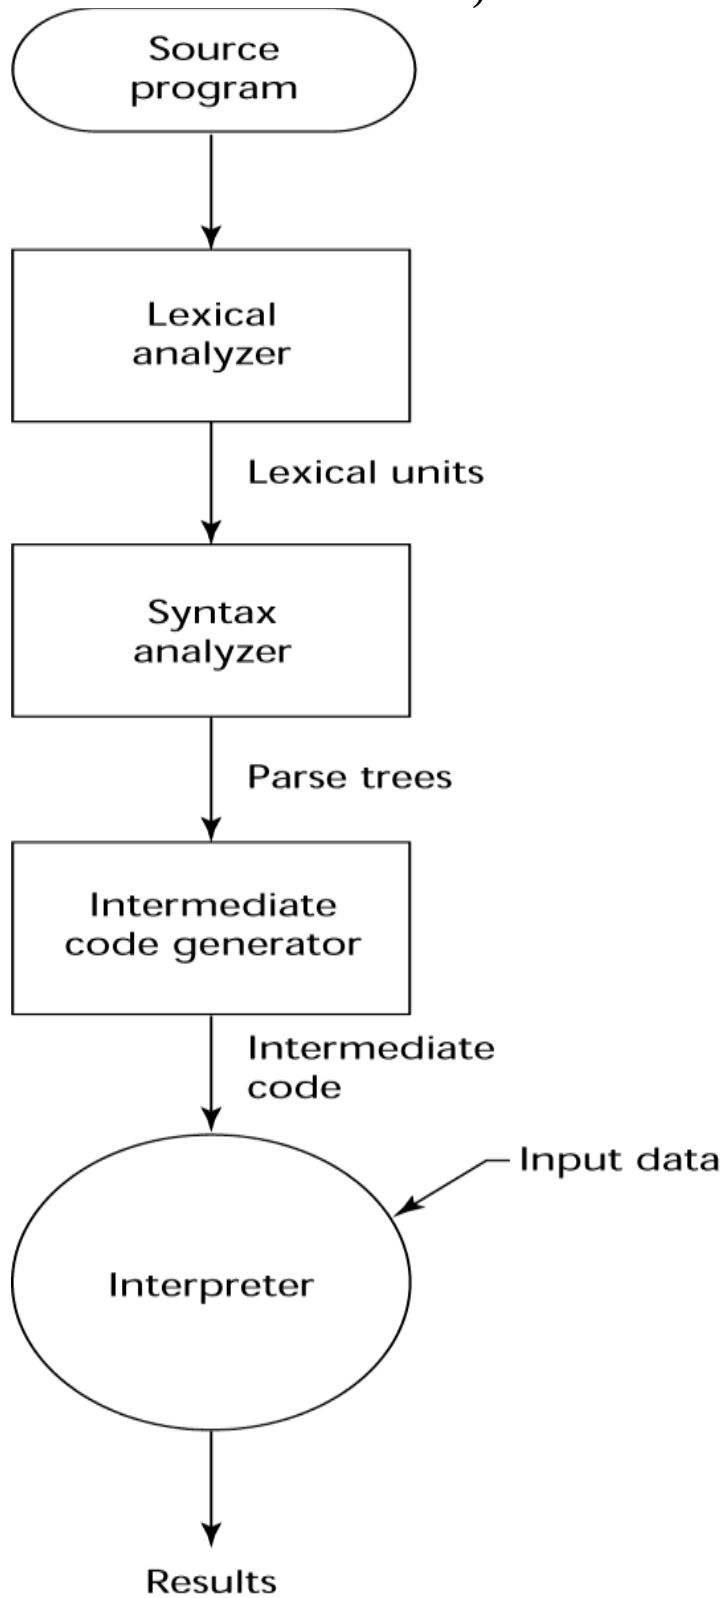 Source
program
Lexical
analyzer
Lexical units
Syntax
analyzer
Parse trees
Intermediate
code generator
Intermediate
code
Input data
Interpreter
Results